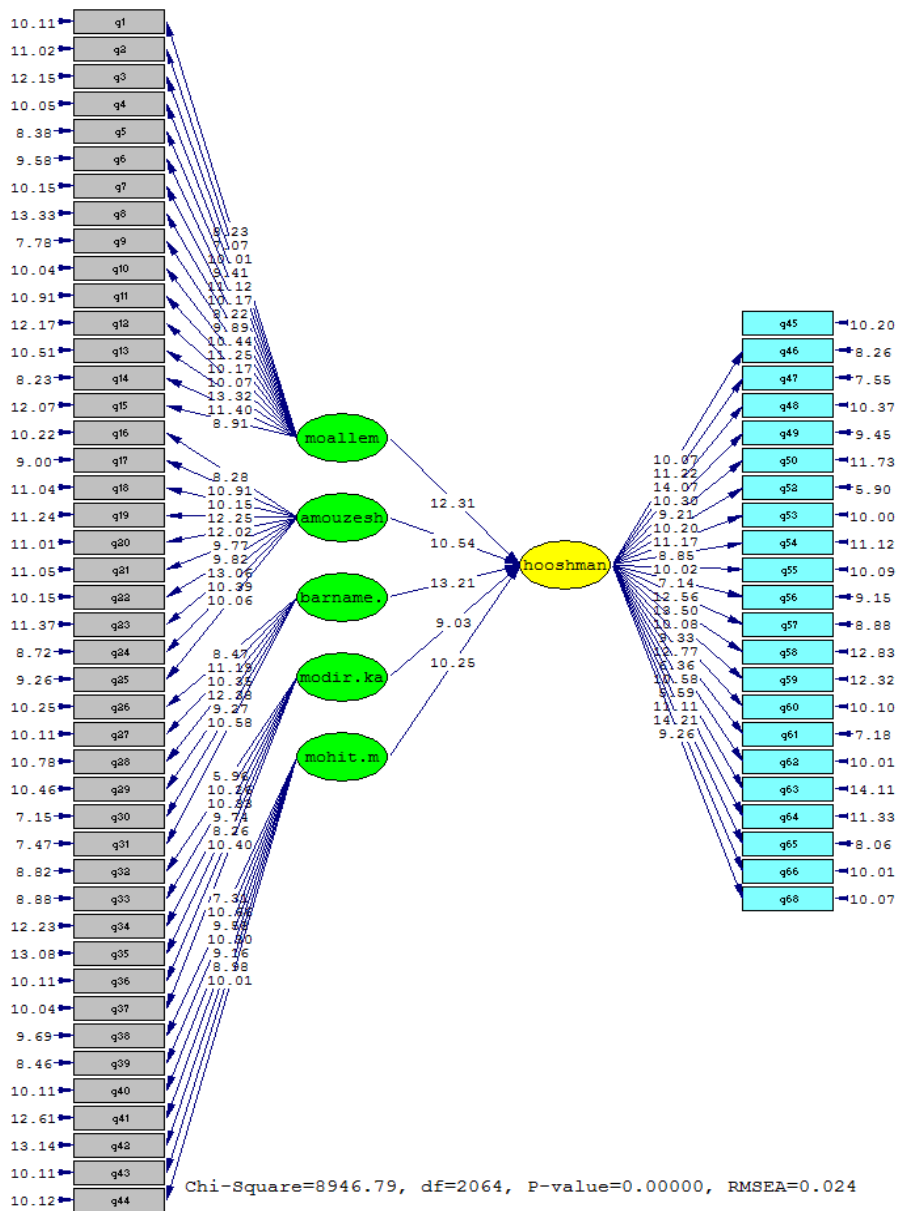 10.11 q1
11.02 q2
12.15 q3
10.05 q4
8.38 q5
9.58 q6
10.15 q7
13.33 q8
7.78 q9
10.04 q10
10.91 q11
12.17 q12
10.51 q13
8.23 q14
12.07 q15
10.22 q16
9.00 q17
11.04 q18
11.24 q19
11.01 q20
11.05 q21
10.15 q22
11.37 q23
8.72 q24
9.26 q25
10.25 q26
10.11 q27
10.78 q28
10.46 q29
7.15 q30
7.47 q31
8.82 q32
8.88 q33
12.23 q34
13.08 q35
10.11 q36
10.04 q37
9.69 q38
8.46 q39
10.11 q40
12.61 q41
13.14 q42
10.11 q43
10.12 q44
7.07
10.01
9.41
11.12
10.17
8.22
9.89
10.44
11.25
10.17
10.07
13.32
11.40
8.91
8.28
10.91
10.15
12.25
12.02
9.77
9.82
13.06
10.39
10.06
8.47
11.19
10.35
12.38
9.27
10.58
5.96
10.26
10.83
9.74
8.26
10.40
7.31
10.66
9.88
10.80
9.16
8.98
10.01
moallem
amouzesh
barname.
modir.ka
mohit.m
12.31
10.54
13.21
9.03
10.25
hooshman
10.07
11.22
14.07
10.30
9.21
10.20
11.17
8.85
10.02
7.14
12.56
13.50
10.08
9.33
12.77
10.58
11.11
14.21
9.26
q45 10.20
q46 8.26
q47 7.55
q48 10.37
q49 9.45
q50 11.73
q52 5.90
q53 10.00
q54 11.12
q55 10.09
q56 9.15
q57 8.88
q58 12.83
q59 12.32
q60 10.10
q61 7.18
q62 10.01
q63 14.11
q64 11.33
q65 8.06
q66 10.01
q68 10.07
Chi-Square=8946.79, df=2064, P-value=0.00000, RMSEA=0.024